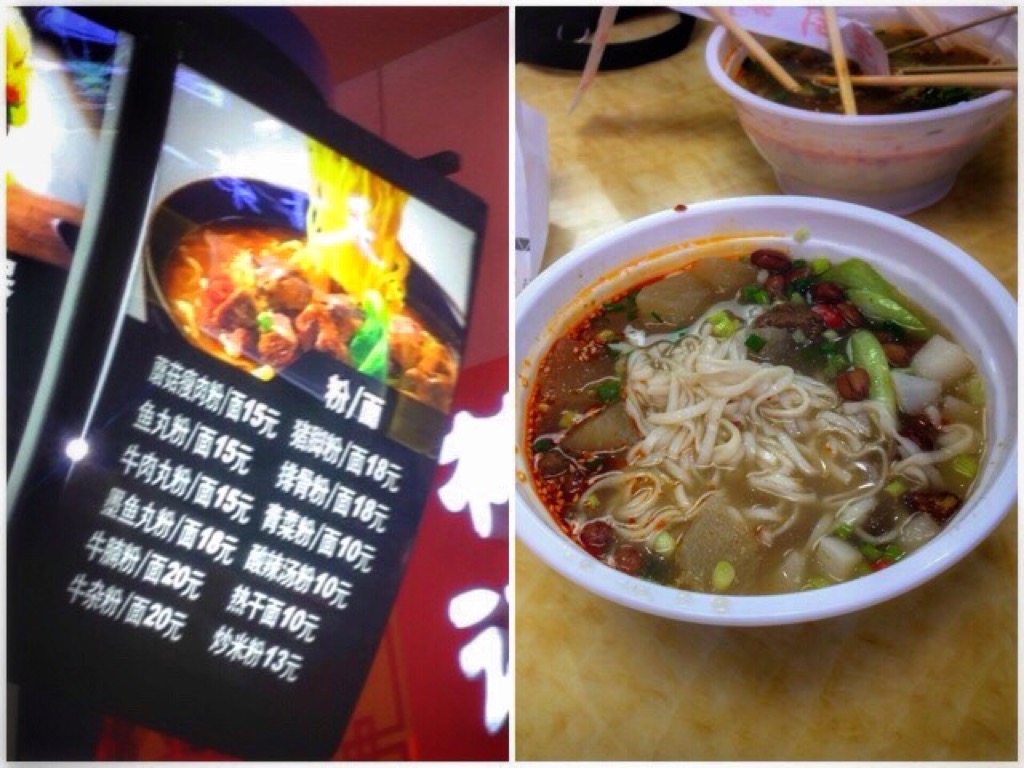 粉/面
蘑菇瘦肉粉/面15元 猪脚粉/面18元
鱼丸粉/面15元 排骨粉/面18元
牛肉丸粉/面15元 青菜粉/面10元
墨鱼丸粉/面18元 酸辣汤粉10元
牛腩粉/面20元 热干面10元
牛杂粉/面20元 炒米粉13元